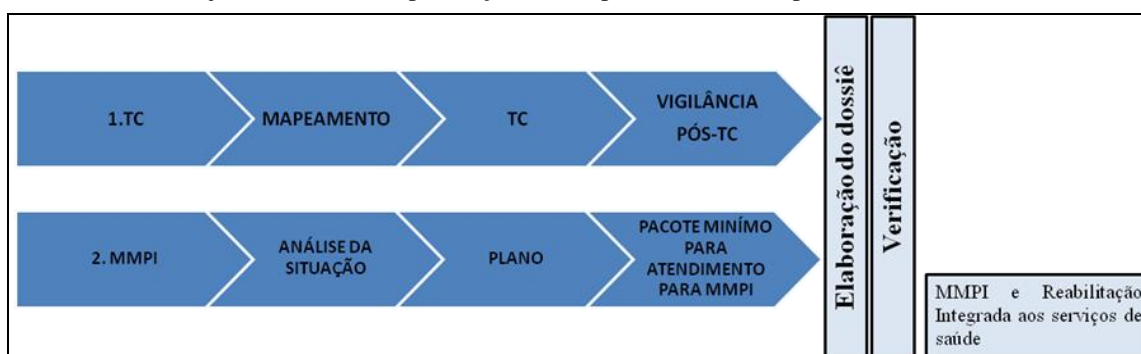 1.TC
MAPEAMENTO
TC
VIGILÂNCIA
PÓS-TC
2. MMPI
ANÁLISE DA
SITUAÇÃO
PLANO
PACOTE MINÍMO
PARA
ATENDIMENTO
PARA MMPI
Elaboração do dossiê
Verificação
MMPI e Reabilitação
Integrada aos serviços de
saúde